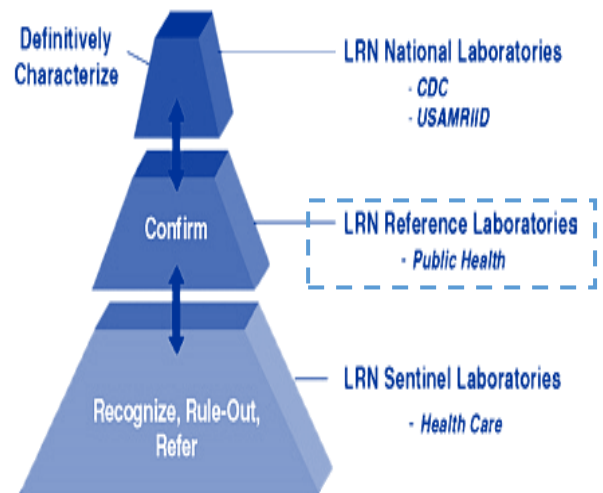 Definitively
Characterize
LRN National Laboratories
- CDC
- USAMRIID
Confirm
LRN Reference Laboratories
- Public Health
LRN Sentinel Laboratories
- Health Care
Recognize, Rule-Out,
Refer